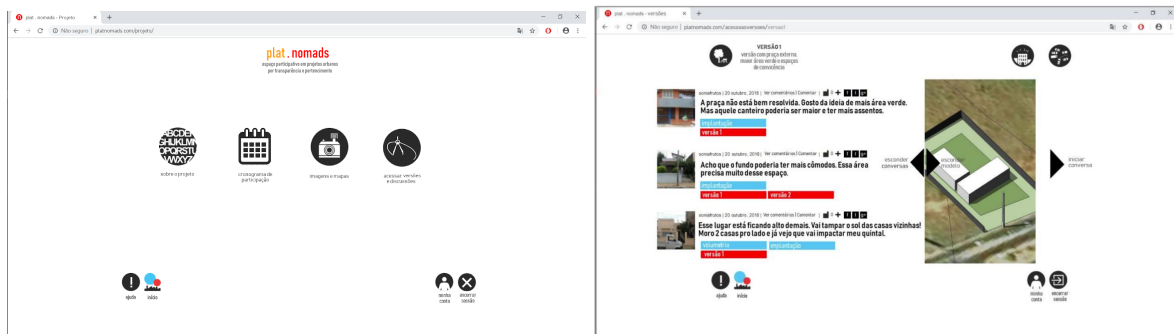 plat . nomads - Projeto
Não seguro | platnomads.com/projeto/
plat . nomads
espaço participativo em projetos urbanos
por transparência e pertencimento
ABCDEF
GHIJKLMN
OPQRSTU
VWXYZ
sobre o projeto
cronograma de
participação
imagens e mapas
acessar versões
e discussões
ajuda
início
minha
conta
encerrar
sessão
plat . nomads - versões
Não seguro | platnomads.com/acessoasversoes/versao1
VERSÃO 1
versão com praça externa,
maior área verde e espaços
de convivência
somafrutos | 20 outubro, 2018 | Ver comentários | Comentar |
A praça não está bem resolvida. Gosto da ideia de mais área verde.
Mas aquele canteiro poderia ser maior e ter mais assentos.
implantação
versão 1
somafrutos | 20 outubro, 2018 | Ver comentários | Comentar |
Acho que o fundo poderia ter mais cômodos. Essa área
precisa muito desse espaço.
implantação
versão 1 versão 2
somafrutos | 20 outubro, 2018 | Ver comentários | Comentar |
Esse lugar está ficando alto demais. Vai tampar o sol das casas vizinhas!
Moro 2 casas pro lado e já vejo que vai impactar meu quintal.
volumetria implantação
versão 1
esconder
conversas
esconder
modelo
iniciar
conversa
ajuda
início
minha
conta
encerrar
sessão